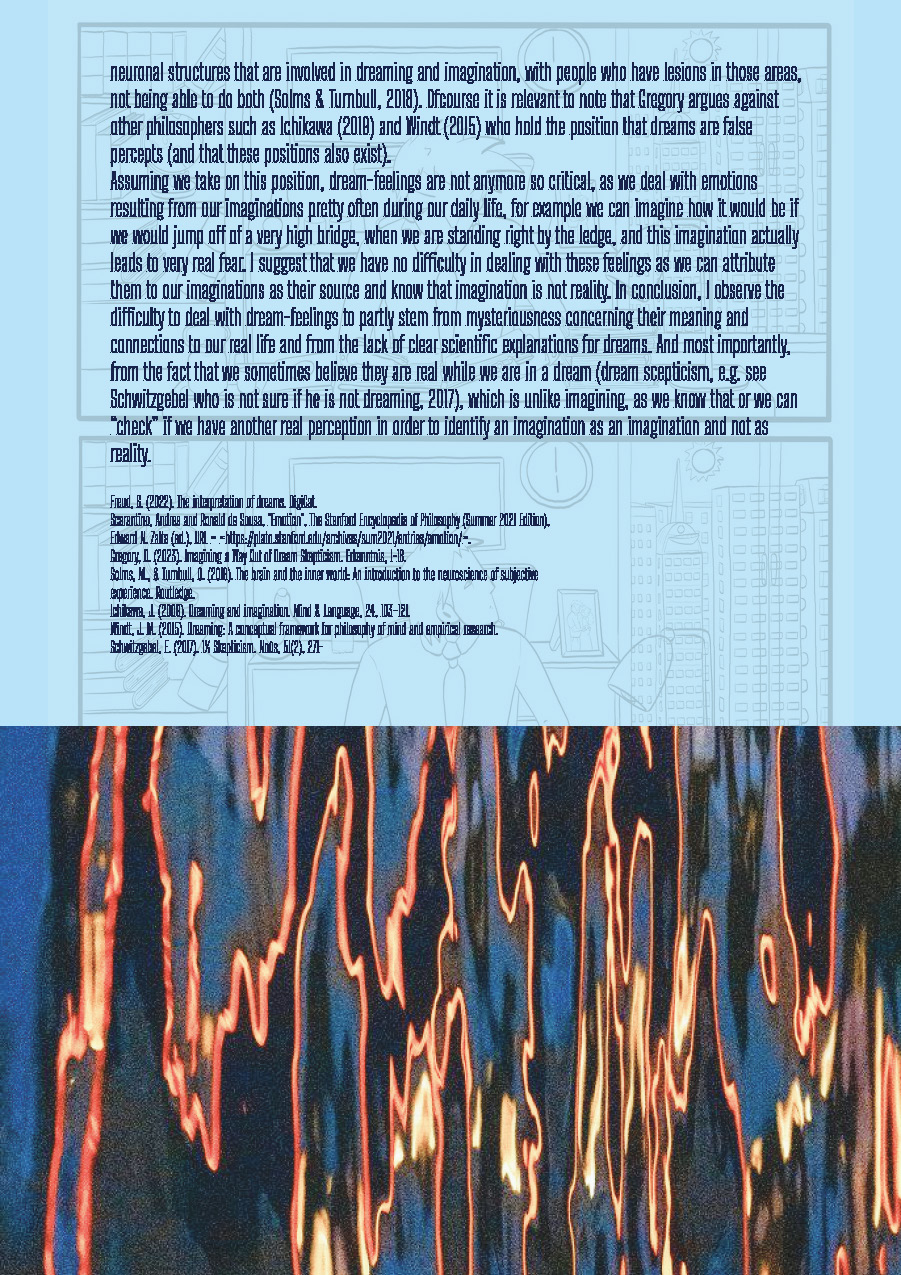 neuronal structures that are involved in dreaming and imagination, with people who have lesions in those areas,
not being able to do both (Solms & Turnbull, 2018). Ofcourse it is relevant to note that Gregory argues against
other philosophers such as Ichikawa (2018) and Windt (2015) who hold the position that dreams are false
percepts (and that these positions also exist).
Assuming we take on this position, dream-feelings are not anymore so critical, as we deal with emotions
resulting from our imaginations pretty often during our daily life, for example we can imagine how it would be if
we would jump off of a very high bridge, when we are standing right by the ledge, and this imagination actually
leads to very real fear. I suggest that we have no difficulty in dealing with these feelings as we can attribute
them to our imaginations as their source and know that imagination is not reality. In conclusion, I observe the
difficulty to deal with dream-feelings to partly stem from mysteriousness concerning their meaning and
connections to our real life and from the lack of clear scientific explanations for dreams. And most importantly,
from the fact that we sometimes believe they are real while we are in a dream (dream scepticism, e.g. see
Schwitzgebel who is not sure if he is not dreaming, 2017), which is unlike imagining, as we know that or we can
"check" if we have another real perception in order to identify an imagination as an imagination and not as
reality.
Freud, S. (2022). The interpretation of dreams. DigiCat.
Scarantino, Andrea and Ronald de Sousa, "Emotion", The Stanford Encyclopedia of Philosophy (Summer 2021 Edition),
Edward N. Zalta (ed.), URL = <https://plato.stanford.edu/archives/sum2021/entries/emotion/>.
Gregory, D. (2023). Imagining a Way Out of Dream Skepticism. Erkenntnis, 1-18.
Solms, M., & Turnbull, O. (2018). The brain and the inner world: An introduction to the neuroscience of subjective
experience. Routledge.
Ichikawa, J. (2008). Dreaming and imagination. Mind & Language, 24, 103-121.
Windt, J. M. (2015). Dreaming: A conceptual framework for philosophy of mind and empirical research.
Schwitzgebel, E. (2017). 1% Skepticism. Noûs, 51(2), 271-